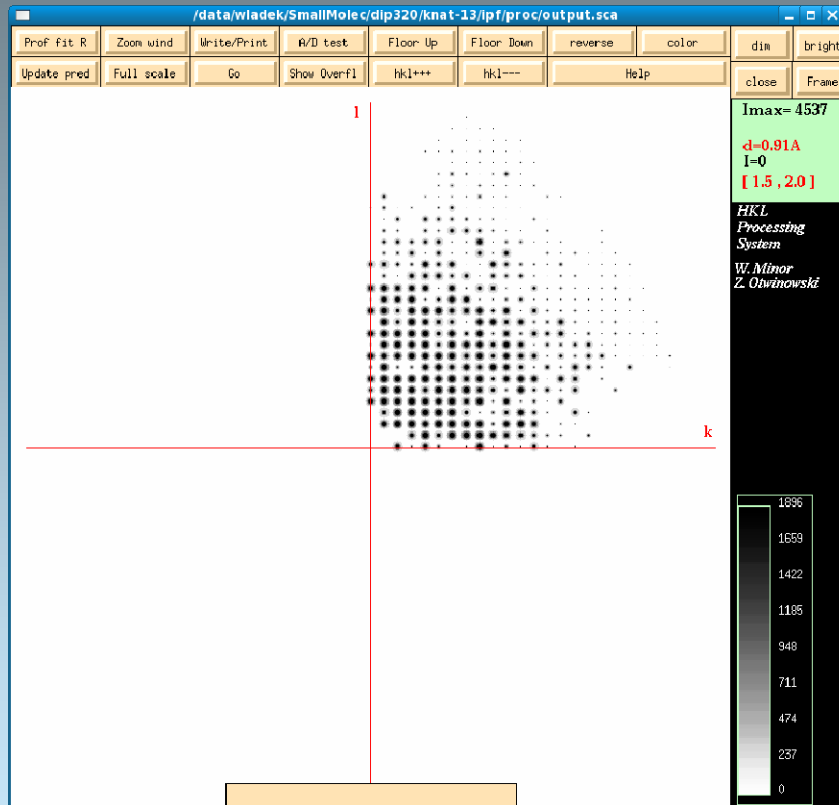 /data/wladek/SmallMolec/dip320/knat-13/ipf/proc/output.sca
Prof fit R
Zoom wind
Write/Print
A/D test
Floor Up
Floor Down
reverse
color
dim
bright
Update pred
Full scale
Go
Show Overfl
hkl+++
hkl---
Help
close
Frame
Imax= 4537
d=0.91A
I=0
[ 1.5 , 2.0 ]
HKL
Processing
System
W. Minor
Z. Otwinowski
l
k
1896
1659
1422
1185
948
711
474
237
0